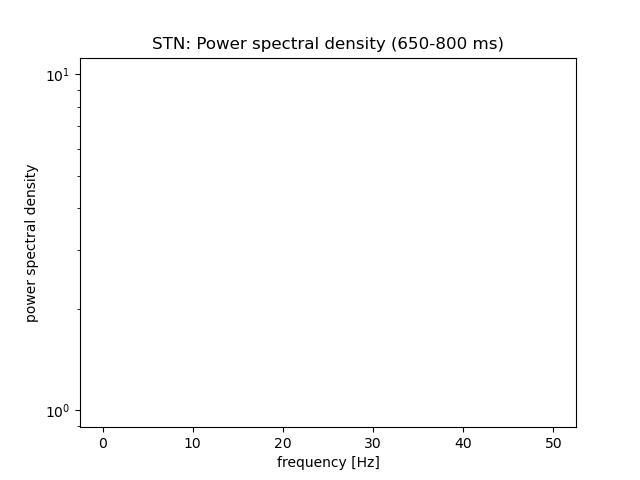 STN: Power spectral density (650-800 ms)
10¹
power spectral density
10⁰
0 10 20 30 40 50
frequency [Hz]